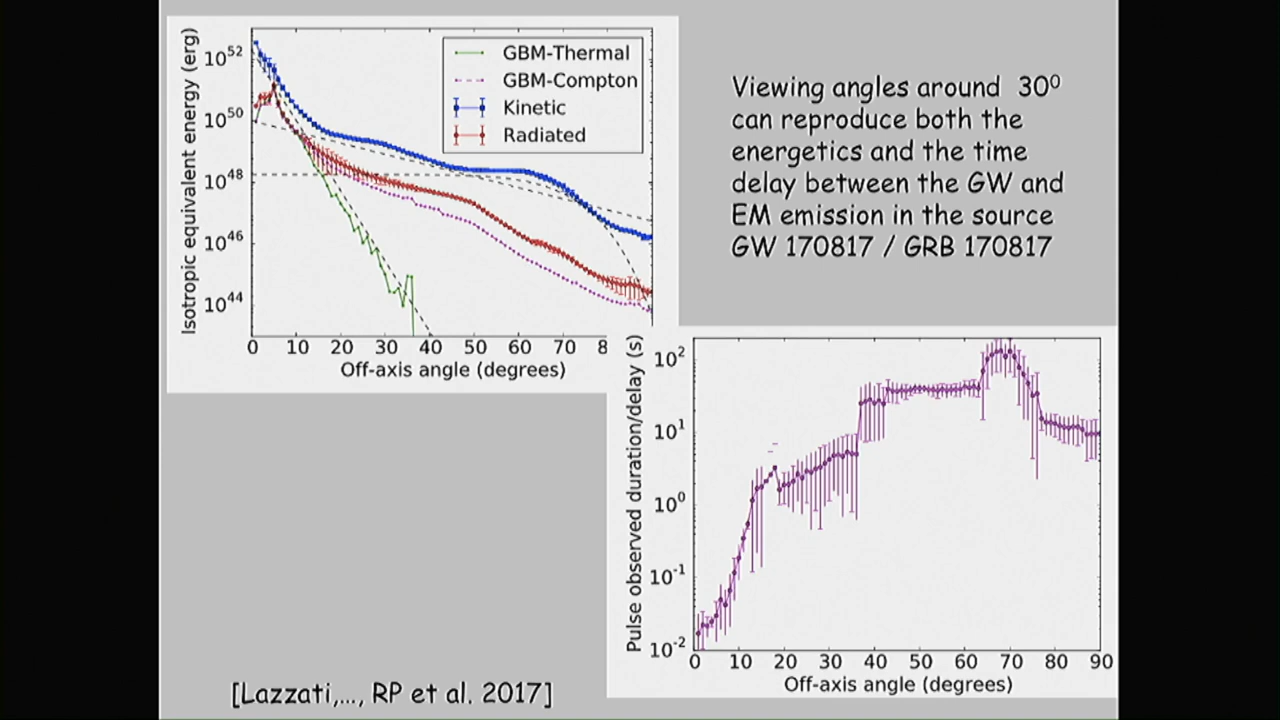 Isotropic equivalent energy (erg)
10^52
10^50
10^48
10^46
10^44
GBM-Thermal
GBM-Compton
Kinetic
Radiated
0 10 20 30 40 50 60 70 8
Off-axis angle (degrees)
Viewing angles around 30⁰
can reproduce both the
energetics and the time
delay between the GW and
EM emission in the source
GW 170817 / GRB 170817
Pulse observed duration/delay (s)
10^2
10^1
10^0
10^-1
10^-2
0 10 20 30 40 50 60 70 80 90
Off-axis angle (degrees)
[Lazzati,..., RP et al. 2017]